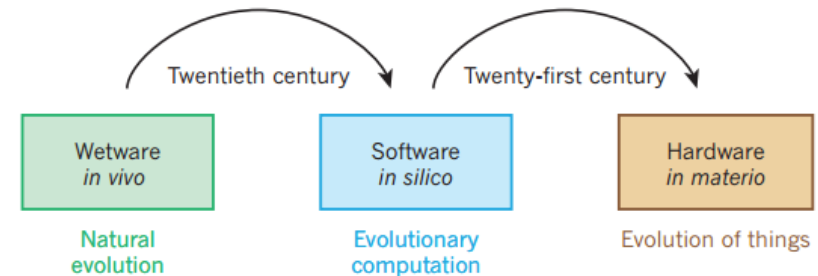 Twentieth century
Twenty-first century
Wetware
in vivo
Software
in silico
Hardware
in materio
Natural
evolution
Evolutionary
computation
Evolution of things